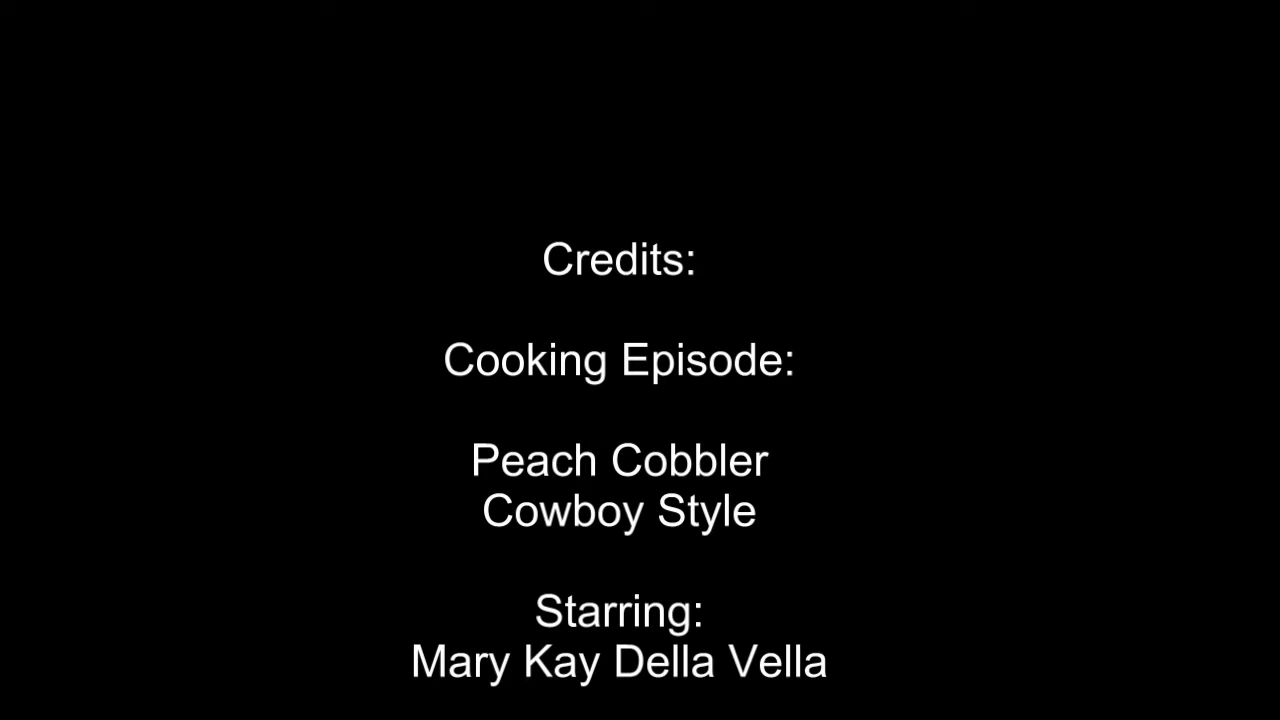 Credits:
Cooking Episode:
Peach Cobbler
Cowboy Style
Starring:
Mary Kay Della Vella